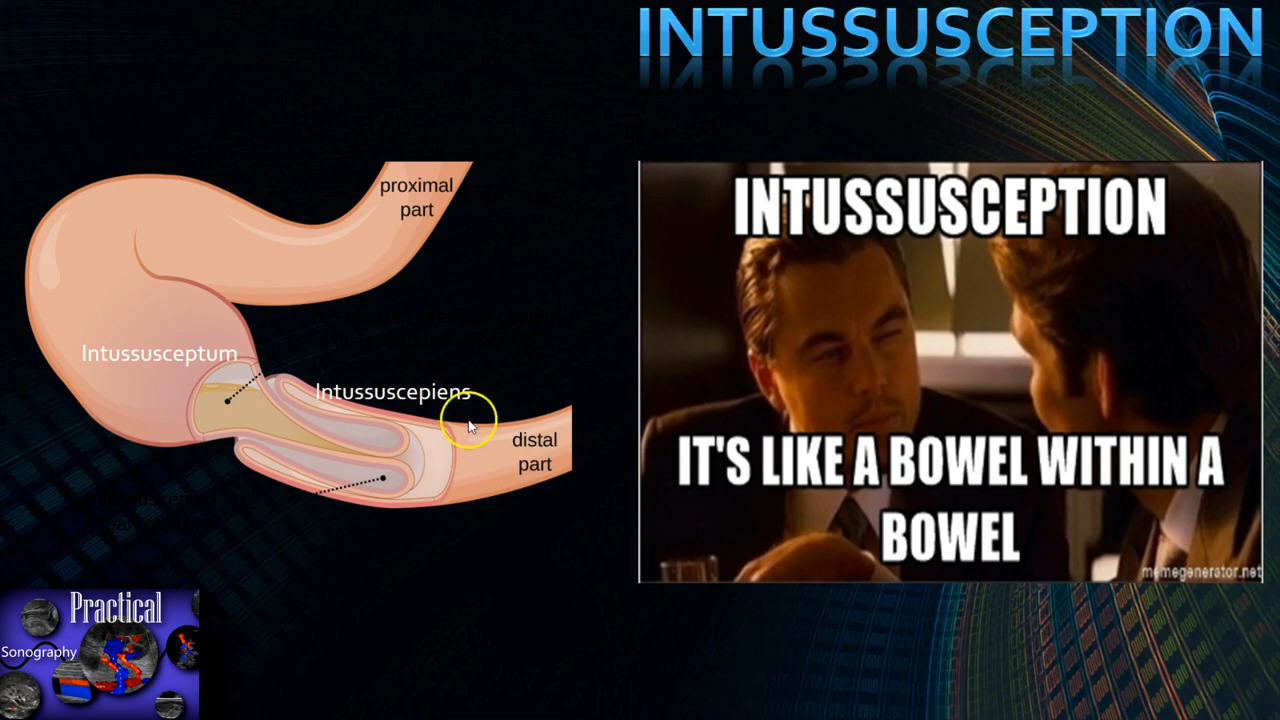 INTUSSUSCEPTION
proximal
part
Intussusceptum
Intussuscepiens
distal
part
INTUSSUSCEPTION
IT'S LIKE A BOWEL WITHIN A
BOWEL
memegenerator.net
Practical
Sonography